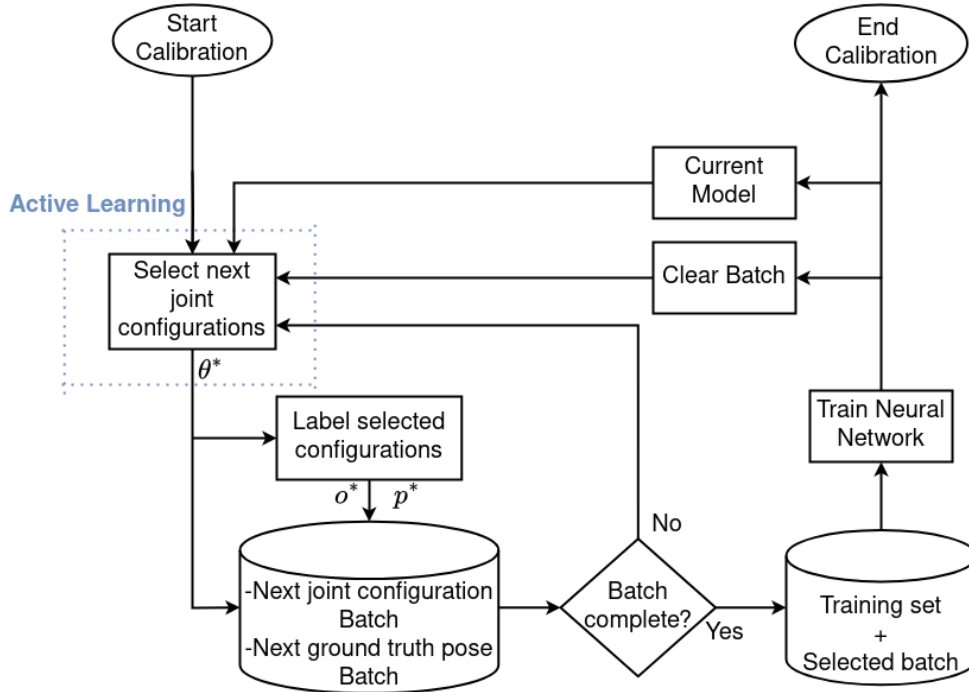 Start
Calibration
End
Calibration
Current
Model
Active Learning
Select next
joint
configurations
Clear Batch
θ*
Label selected
configurations
Train Neural
Network
o* p*
No
-Next joint configuration
Batch
-Next ground truth pose
Batch
Batch
complete?
Yes
Training set
+
Selected batch